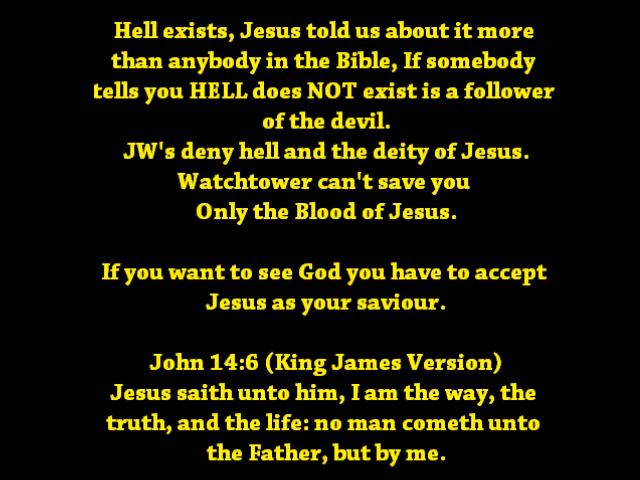 Hell exists, Jesus told us about it more
than anybody in the Bible, If somebody
tells you HELL does NOT exist is a follower
of the devil.
JW's deny hell and the deity of Jesus.
Watchtower can't save you
Only the Blood of Jesus.
If you want to see God you have to accept
Jesus as your saviour.
John 14:6 (King James Version)
Jesus saith unto him, I am the way, the
truth, and the life: no man cometh unto
the Father, but by me.